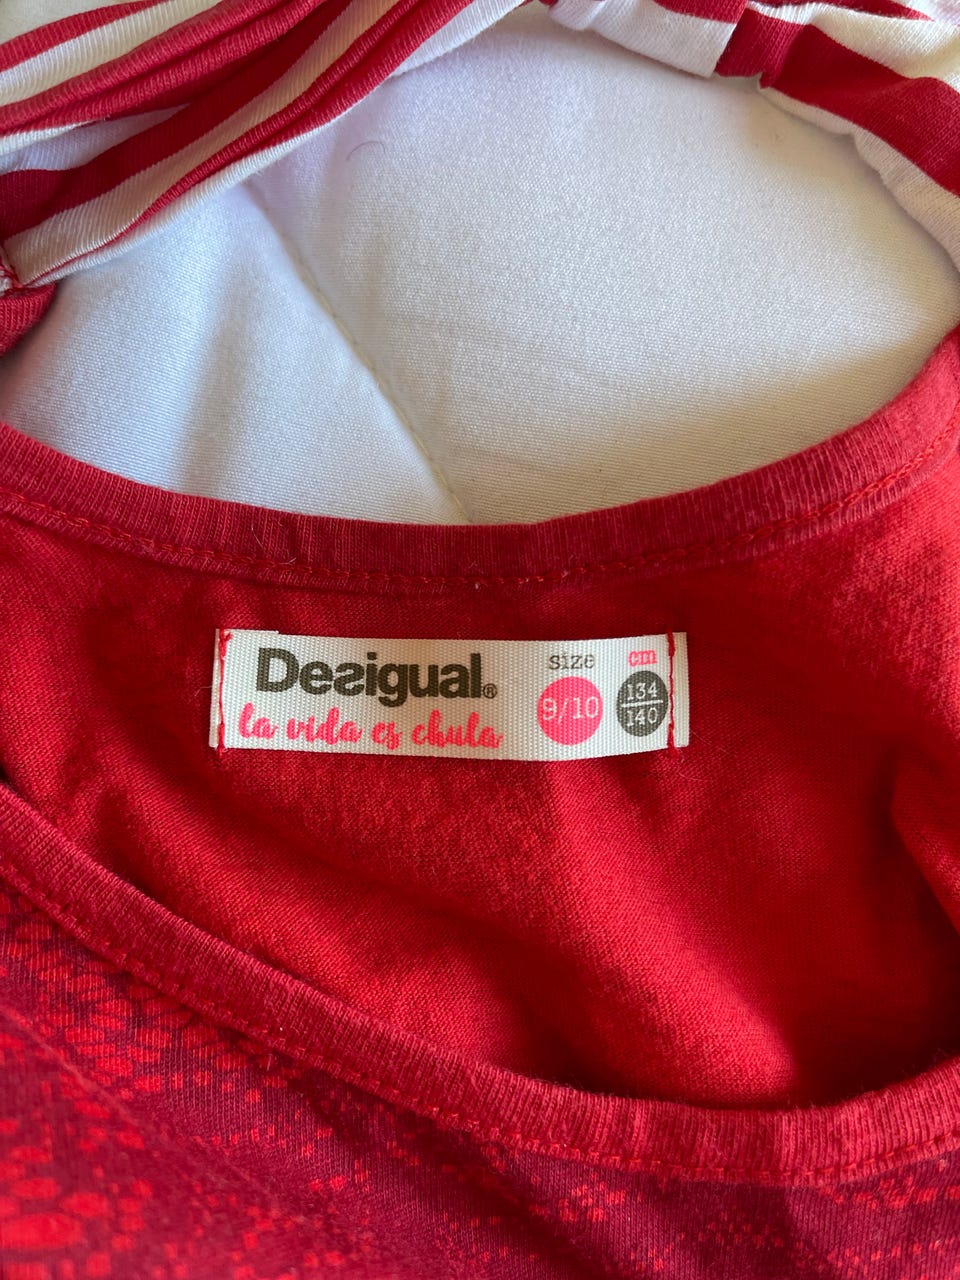 Desigual®
la vida es chula
size
9/10
cm
134
140